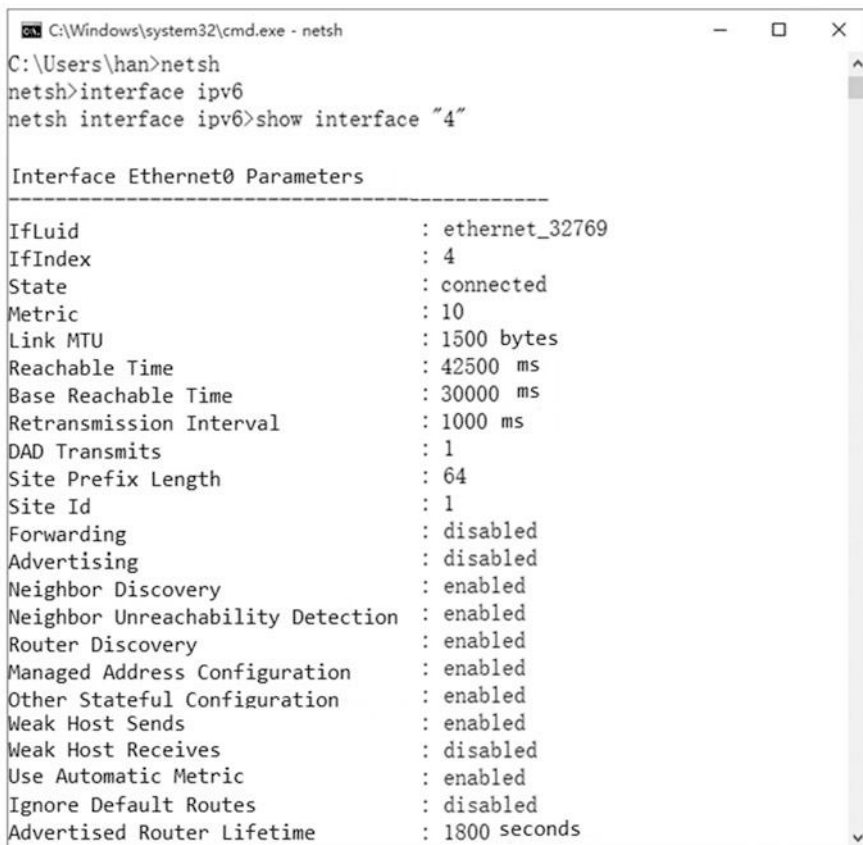 C:\Windows\system32\cmd.exe - netsh
C:\Users\han>netsh
netsh>interface ipv6
netsh interface ipv6>show interface "4"
Interface Ethernet0 Parameters
----------------------------------------------
IfLuid : ethernet_32769
IfIndex : 4
State : connected
Metric : 10
Link MTU : 1500 bytes
Reachable Time : 42500 ms
Base Reachable Time : 30000 ms
Retransmission Interval : 1000 ms
DAD Transmits : 1
Site Prefix Length : 64
Site Id : 1
Forwarding : disabled
Advertising : disabled
Neighbor Discovery : enabled
Neighbor Unreachability Detection : enabled
Router Discovery : enabled
Managed Address Configuration : enabled
Other Stateful Configuration : enabled
Weak Host Sends : enabled
Weak Host Receives : disabled
Use Automatic Metric : enabled
Ignore Default Routes : disabled
Advertised Router Lifetime : 1800 seconds